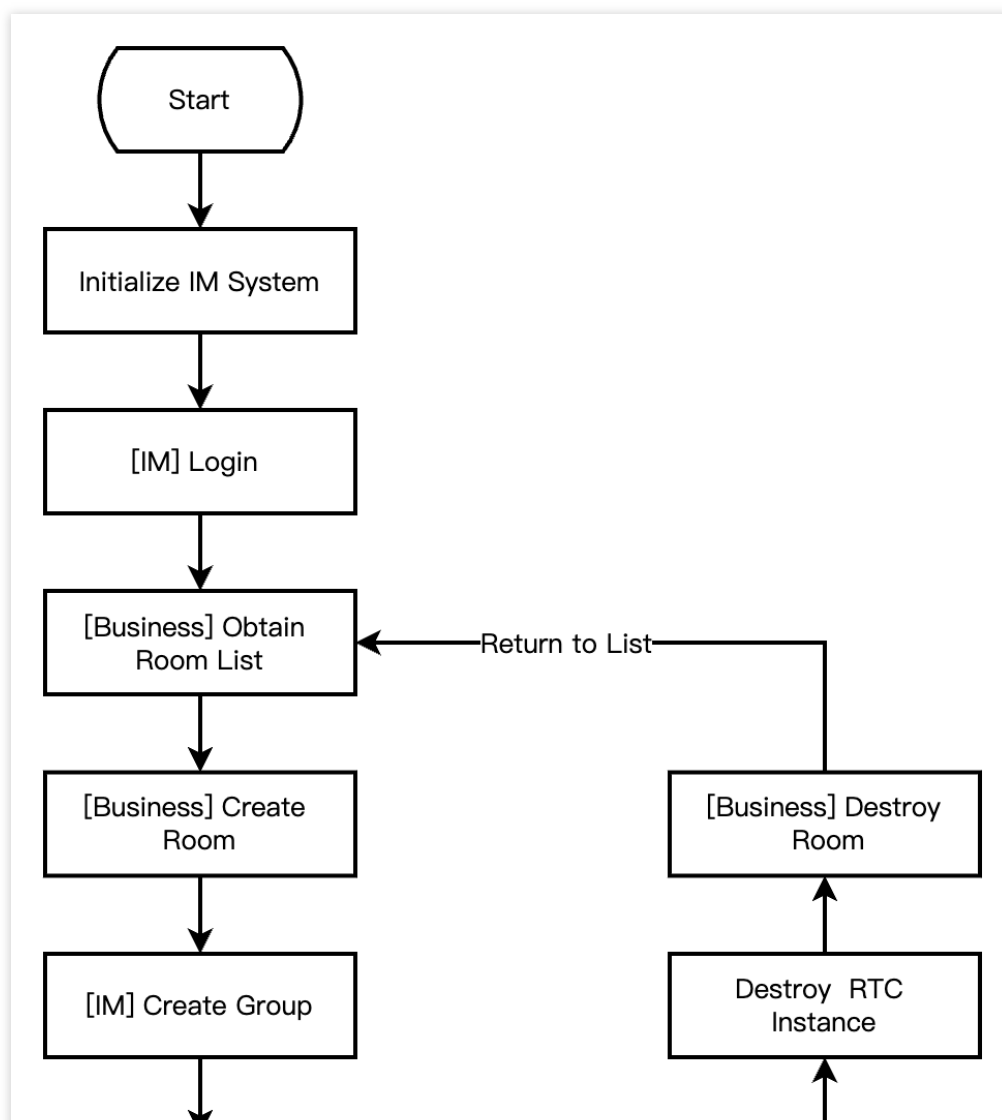 Start
Initialize IM System
[IM] Login
[Business] Obtain
Room List
Return to List
[Business] Create
Room
[Business] Destroy
Room
[IM] Create Group
Destroy RTC
Instance